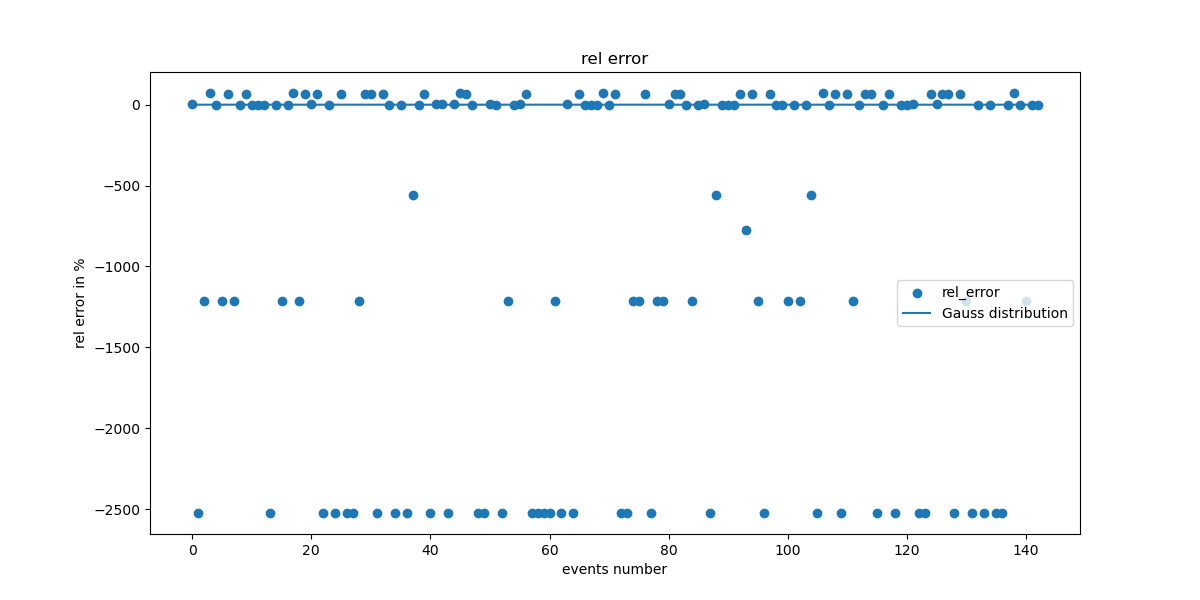 rel error
0
−500
−1000
−1500
−2000
−2500
rel error in %
rel_error
Gauss distribution
0
20
40
60
80
100
120
140
events number